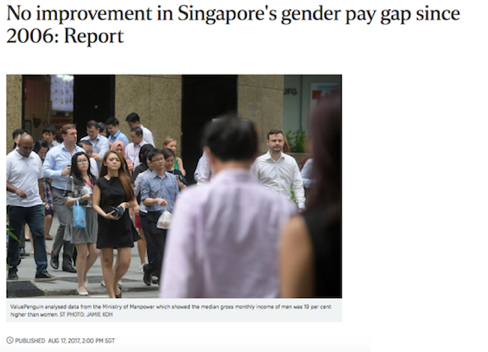 No improvement in Singapore's gender pay gap since
2006: Report
ValuePenguin analysed data from the Ministry of Manpower which showed the median gross monthly income of men was 19 per cent
higher than women. ST PHOTO: JAMIE KOH
PUBLISHED AUG 17, 2017, 2:00 PM SGT